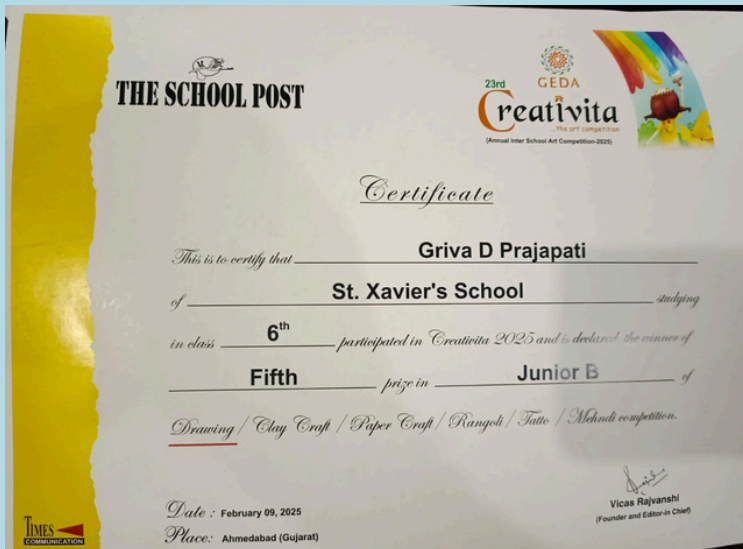 THE SCHOOL POST
23rd
GEDA
Creativita
...the art competition
(Annual Inter School Art Competition-2025)
Certificate
This is to certify that Griva D Prajapati
of St. Xavier's School studying
in class 6th participated in Creativita 2025 and is declared the winner of
Fifth prize in Junior B of
Drawing / Clay Craft / Paper Craft / Rangoli / Tatto / Mehndi competition.
Date : February 09, 2025
Place: Ahmedabad (Gujarat)
Vicas Rajvanshi
(Founder and Editor-in Chief)
TIMES
COMMUNICATION